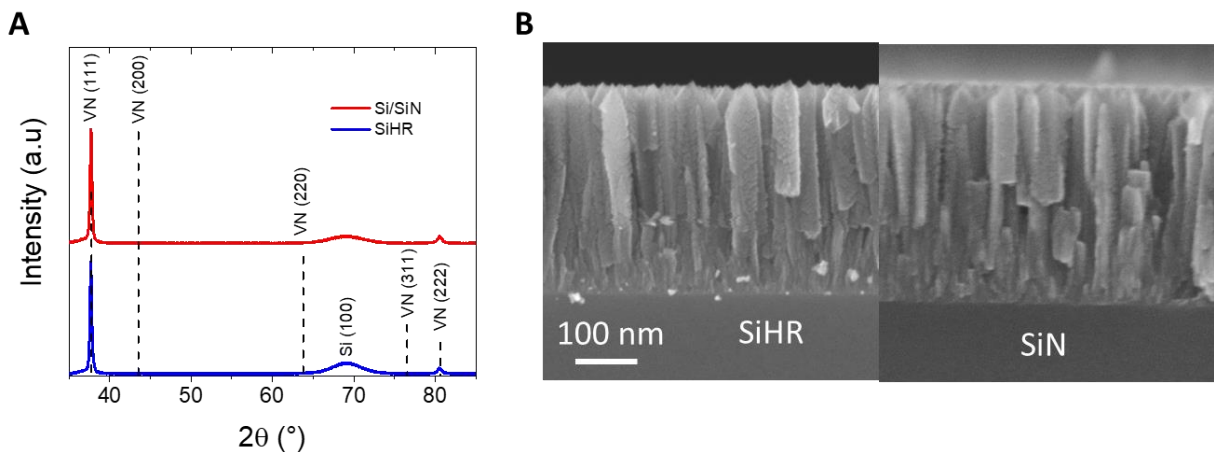 A
B
VN (111)
VN (200)
VN (220)
Si/SiN
SiHR
Intensity (a.u)
Si (100)
VN (311)
VN (222)
40
50
60
70
80
2θ (°)
100 nm
SiHR
SiN